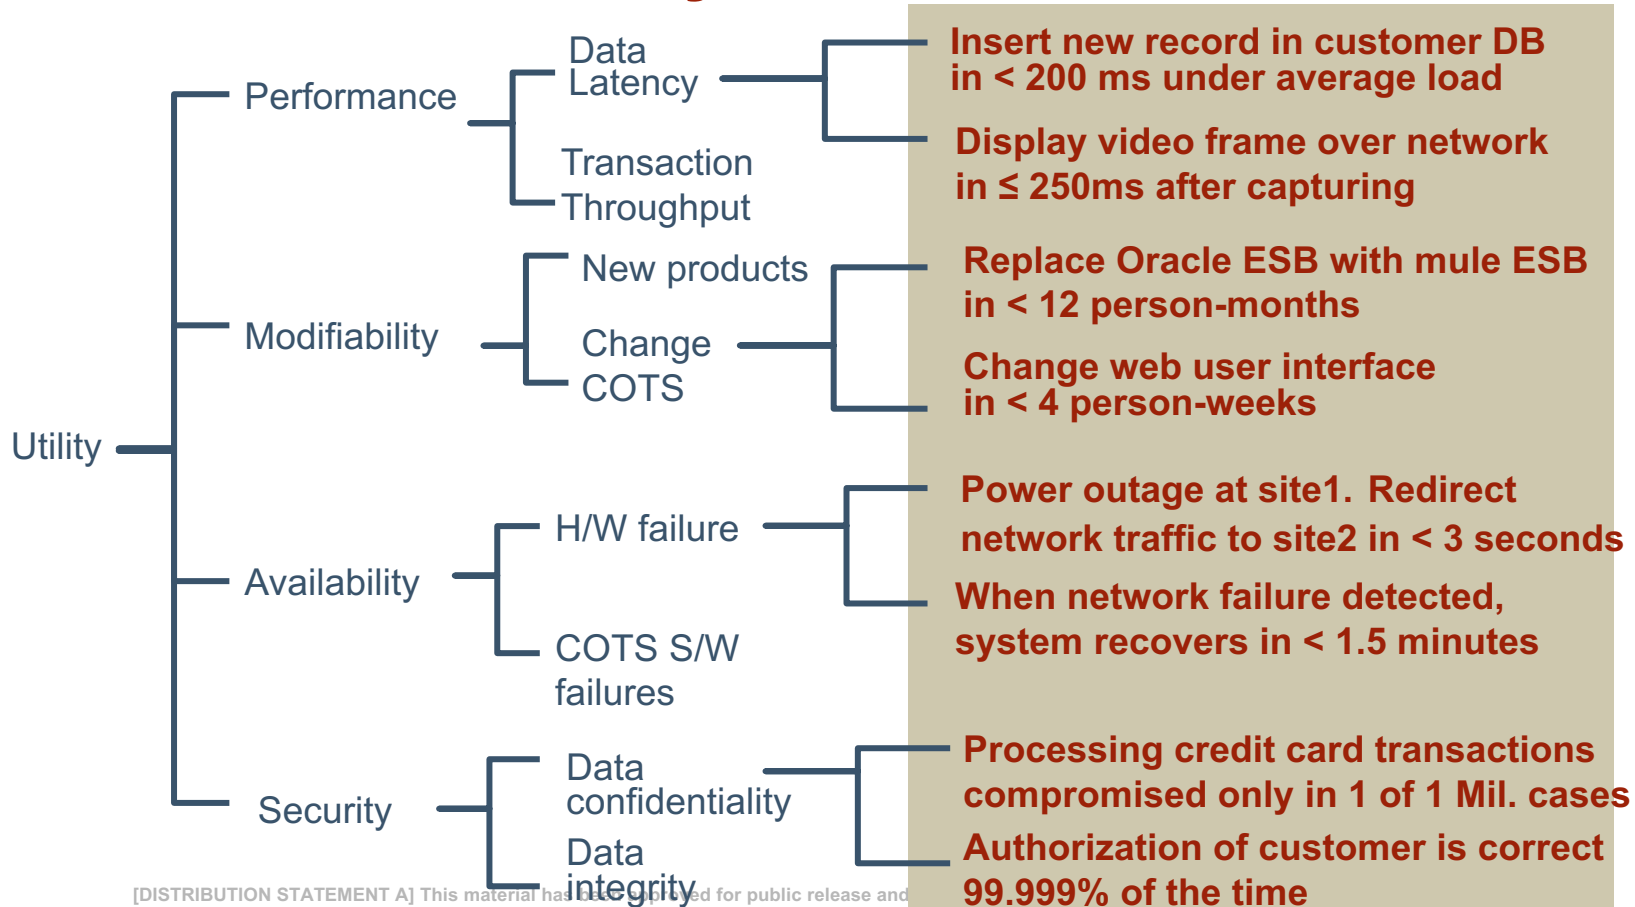 Utility
Performance
Data
Latency
Insert new record in customer DB
in < 200 ms under average load
Display video frame over network
in ≤ 250ms after capturing
Transaction
Throughput
Modifiability
New products
Change
COTS
Replace Oracle ESB with mule ESB
in < 12 person-months
Change web user interface
in < 4 person-weeks
Availability
H/W failure
Power outage at site1. Redirect
network traffic to site2 in < 3 seconds
When network failure detected,
system recovers in < 1.5 minutes
COTS S/W
failures
Security
Data
confidentiality
Processing credit card transactions
compromised only in 1 of 1 Mil. cases
Authorization of customer is correct
99.999% of the time
Data
integrity
[DISTRIBUTION STATEMENT A] This material has been approved for public release and